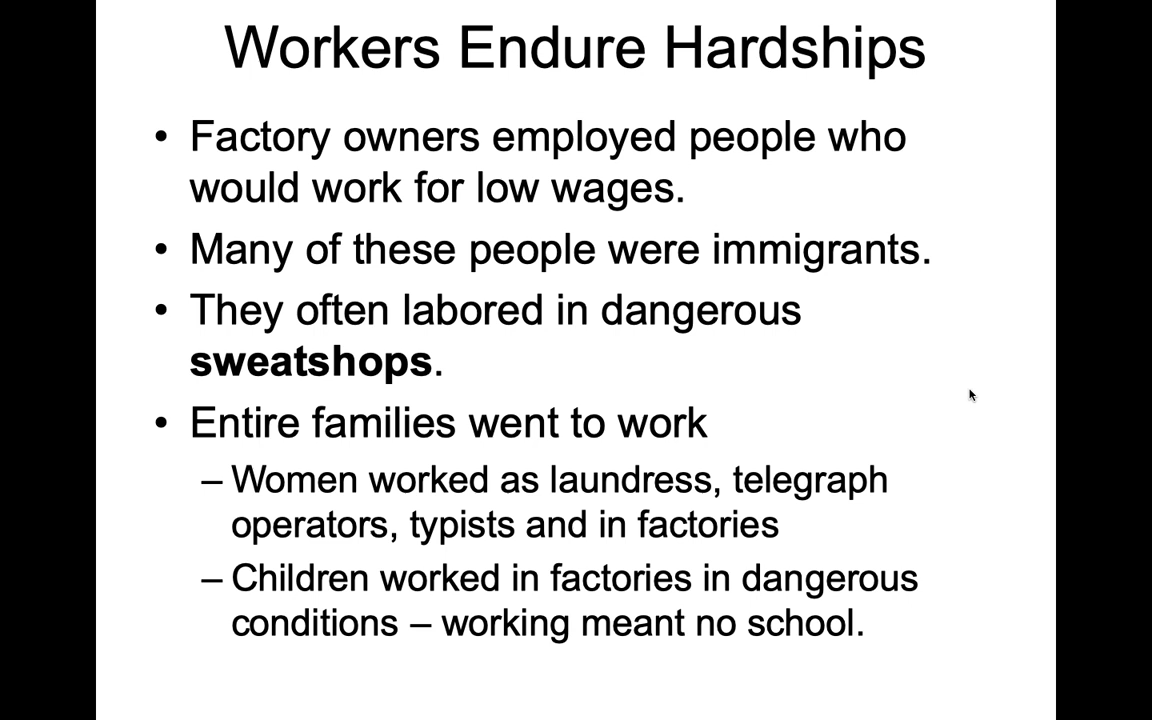 Workers Endure Hardships
• Factory owners employed people who
would work for low wages.
• Many of these people were immigrants.
• They often labored in dangerous
sweatshops.
• Entire families went to work
– Women worked as laundress, telegraph
operators, typists and in factories
– Children worked in factories in dangerous
conditions – working meant no school.